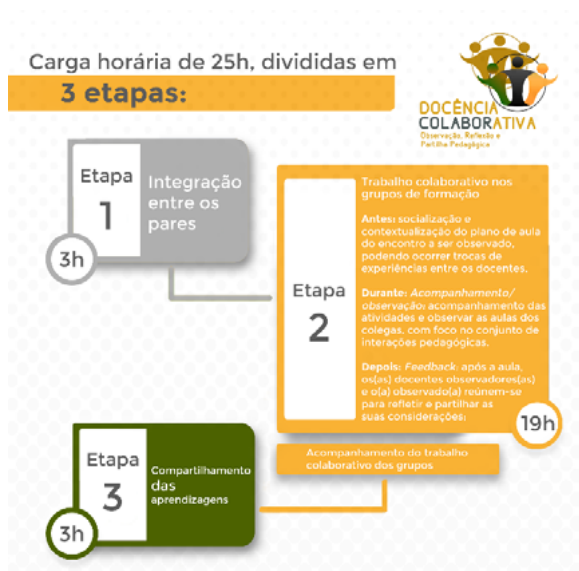 Carga horária de 25h, divididas em
3 etapas:
DOCÊNCIA
COLABORATIVA
Observação, Reflexão e
Partilha Pedagógica
Etapa
1
Integração
entre os
pares
3h
Etapa
2
Trabalho colaborativo nos
grupos de formação
Antes: socialização e
contextualização do plano de aula
do encontro a ser observado,
podendo ocorrer trocas de
experiências entre os docentes.
Durante: Acompanhamento/
observação: acompanhamento das
atividades e observar as aulas dos
colegas, com foco no conjunto de
interações pedagógicas.
Depois: Feedback: após a aula,
os(as) docentes observadores(as)
e o(a) observado(a) reúnem-se
para refletir e partilhar as
suas considerações;
19h
Acompanhamento do trabalho
colaborativo dos grupos
Etapa
3
Compartilhamento
das
aprendizagens
3h